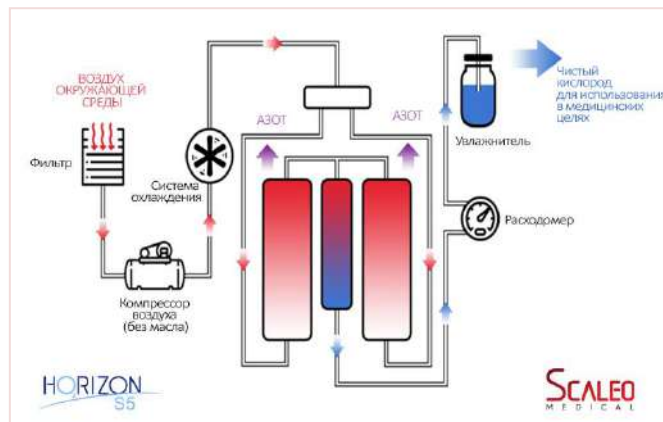 ВОЗДУХ
ОКРУЖАЮЩЕЙ
СРЕДЫ
Фильтр
Система
охлаждения
Компрессор
воздуха
(без масла)
АЗОТ
АЗОТ
Увлажнитель
Чистый
кислород
для использования
в медицинских
целях
Расходомер
HORIZON
S5
SCALEO
MEDICAL